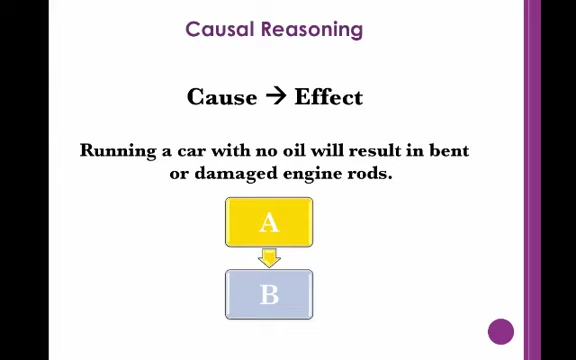 Causal Reasoning
Cause → Effect
Running a car with no oil will result in bent
or damaged engine rods.
A
B